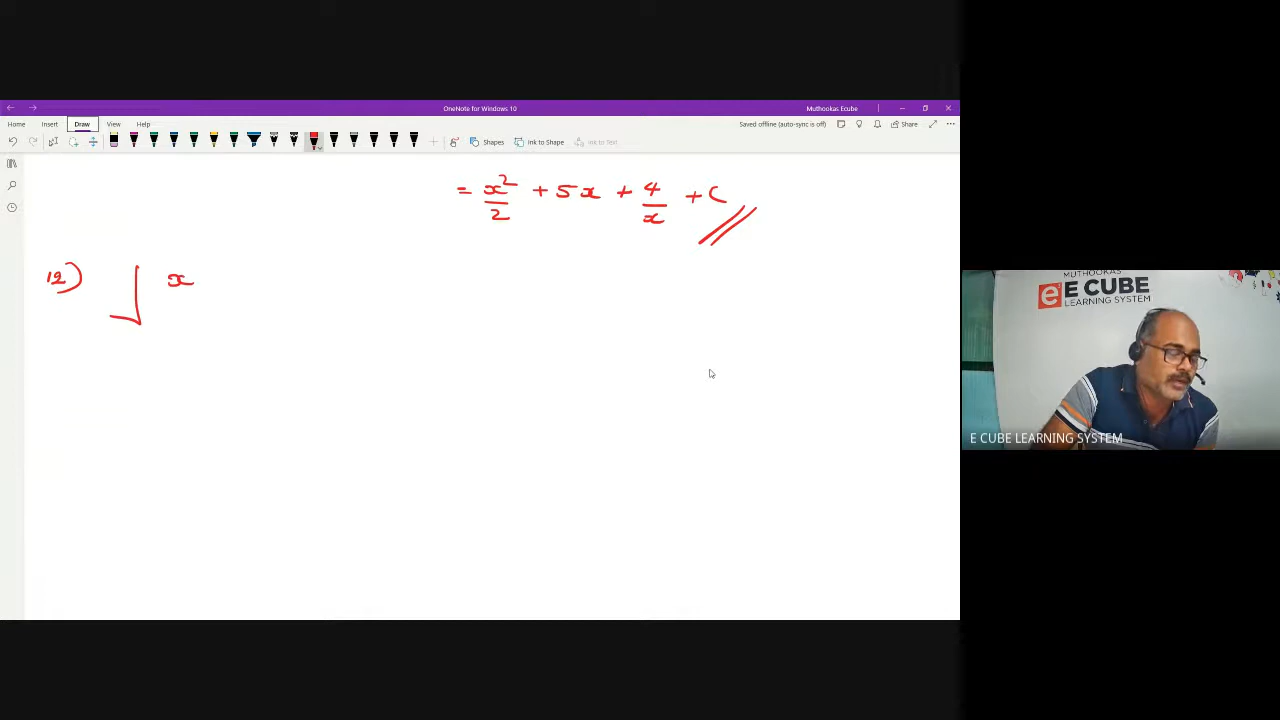 OneNote for Windows 10
Muthookas Ecube
Home Insert Draw View Help
Saved offline (auto-sync is off)
Share
Shapes Ink to Shape Ink to Text
= x²/2 + 5x + 4/x + C
12) ∫ x
MUTHOOKAS
e E CUBE
LEARNING SYSTEM
E CUBE LEARNING SYSTEM